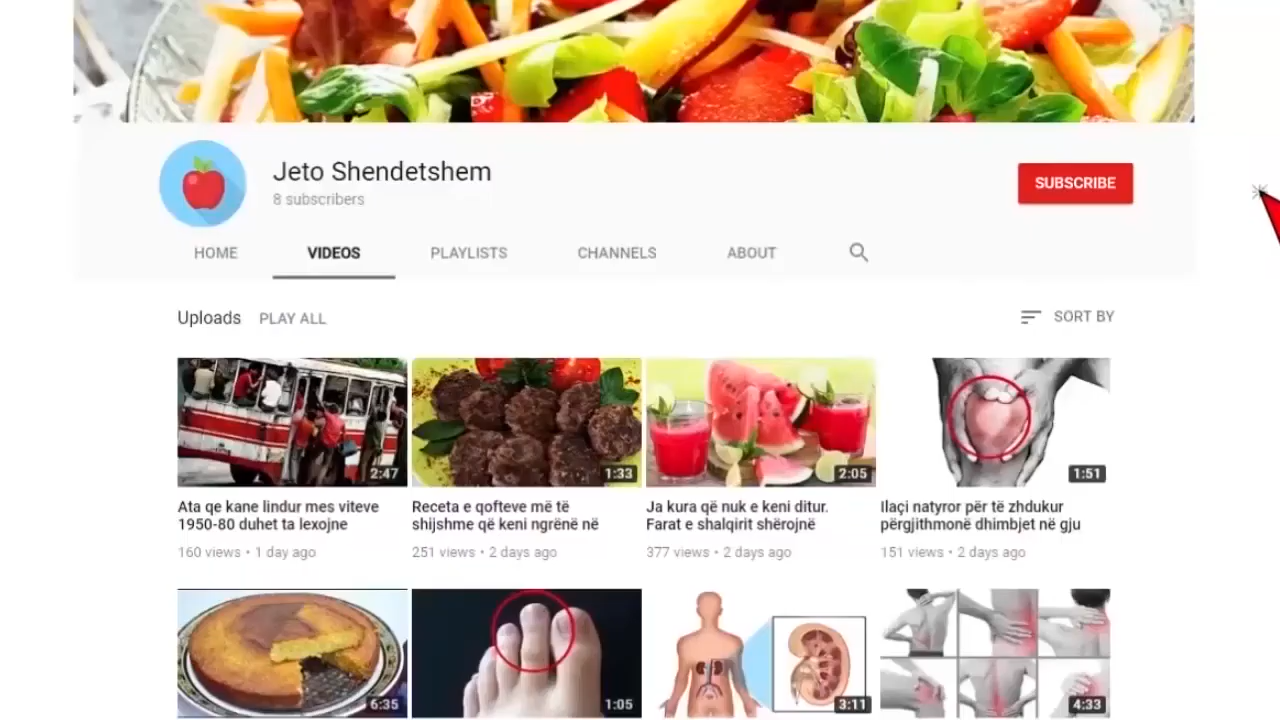 Jeto Shendetshem
8 subscribers
SUBSCRIBE
HOME
VIDEOS
PLAYLISTS
CHANNELS
ABOUT
Uploads
PLAY ALL
SORT BY
2:47
1:33
2:05
1:51
Ata qe kane lindur mes viteve
1950-80 duhet ta lexojne
160 views • 1 day ago
Receta e qofteve më të
shijshme që keni ngrënë në
251 views • 2 days ago
Ja kura që nuk e keni ditur.
Farat e shalqirit shërojnë
377 views • 2 days ago
Ilaçi natyror për të zhdukur
përgjithmonë dhimbjet në gju
151 views • 2 days ago
6:35
1:05
3:11
4:33